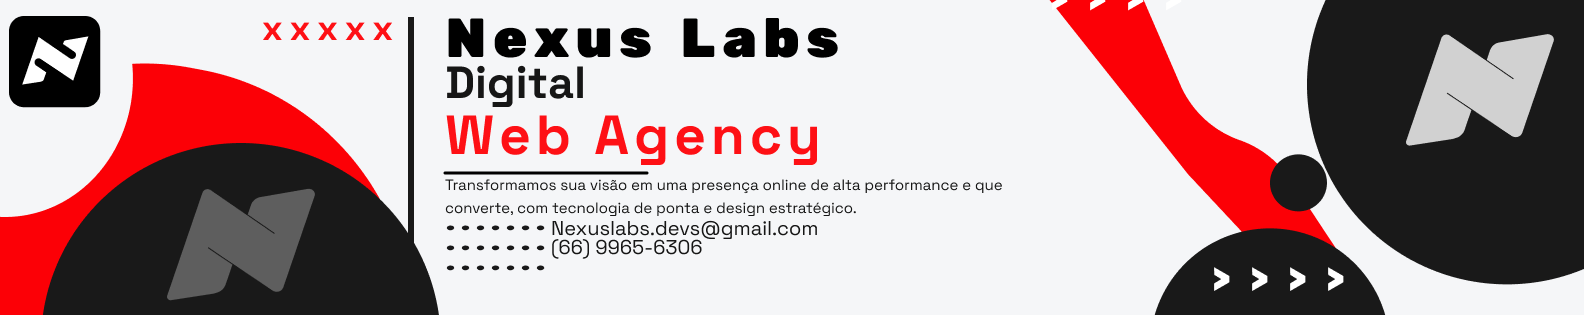 X X X X X
Nexus Labs
Digital
Web Agency
Transformamos sua visão em uma presença online de alta performance e que
converte, com tecnologia de ponta e design estratégico.
Nexuslabs.devs@gmail.com
(66) 9965-6306